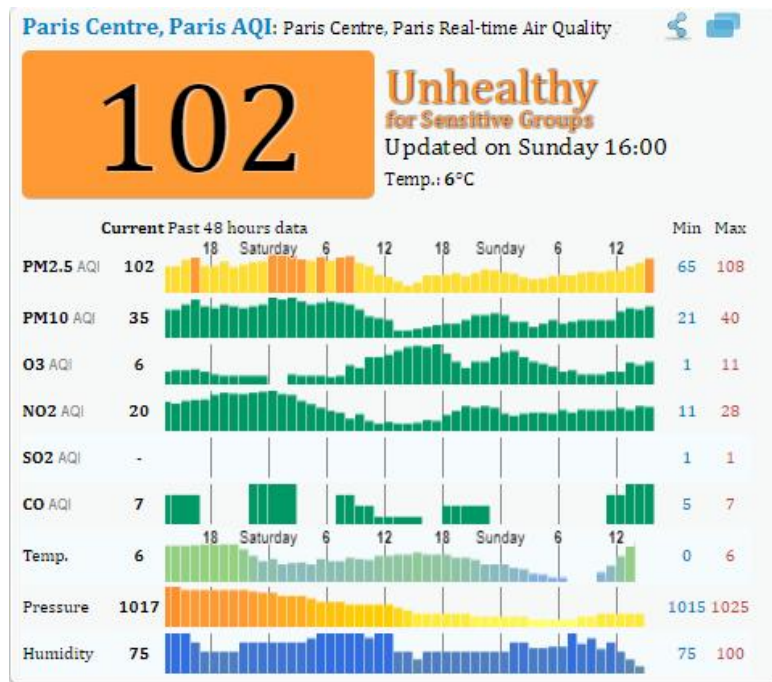 Paris Centre, Paris AQI: Paris Centre, Paris Real-time Air Quality
102
Unhealthy
for Sensitive Groups
Updated on Sunday 16:00
Temp.: 6°C
Current Past 48 hours data Min Max
18 Saturday 6 12 18 Sunday 6 12
PM2.5 AQI 102 65 108
PM10 AQI 35 21 40
O3 AQI 6 1 11
NO2 AQI 20 11 28
SO2 AQI - 1 1
CO AQI 7 5 7
18 Saturday 6 12 18 Sunday 6 12
Temp. 6 0 6
Pressure 1017 1015 1025
Humidity 75 75 100